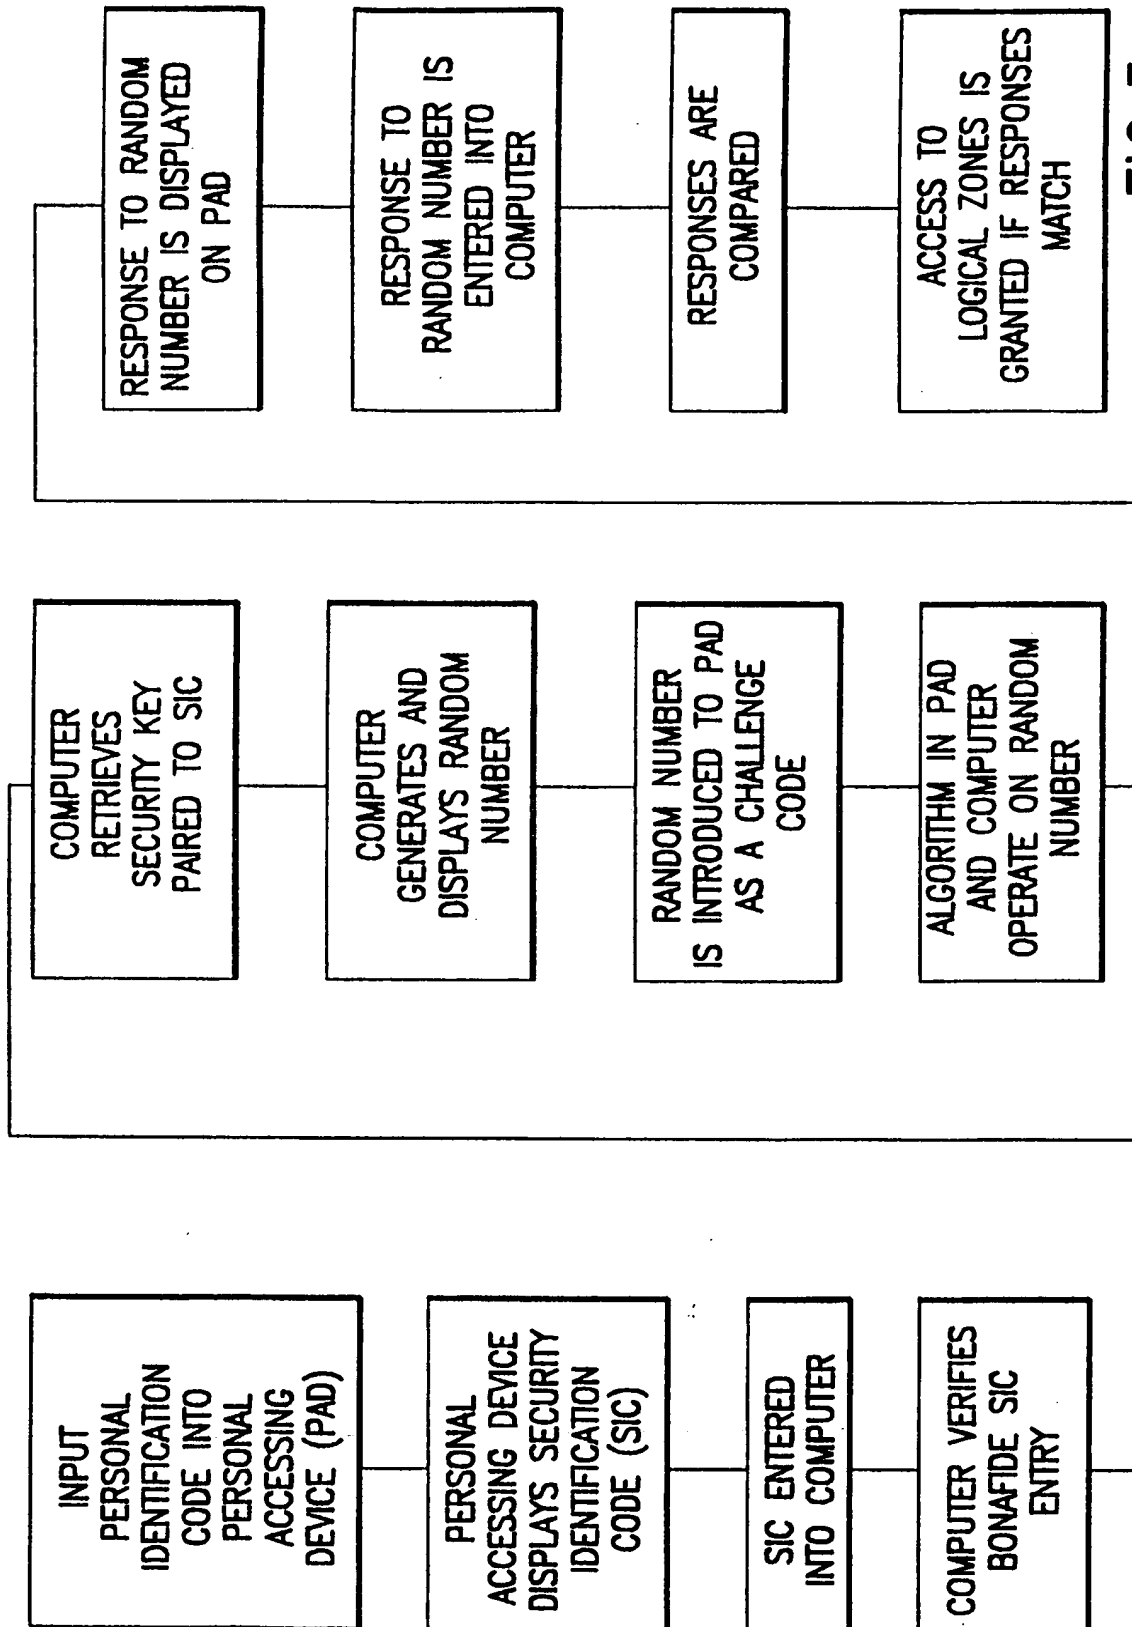 INPUT
PERSONAL
IDENTIFICATION
CODE INTO
PERSONAL
ACCESSING
DEVICE (PAD)
PERSONAL
ACCESSING DEVICE
DISPLAYS SECURITY
IDENTIFICATION
CODE (SIC)
SIC ENTERED
INTO COMPUTER
COMPUTER VERIFIES
BONAFIDE SIC
ENTRY
COMPUTER
RETRIEVES
SECURITY KEY
PAIRED TO SIC
COMPUTER
GENERATES AND
DISPLAYS RANDOM
NUMBER
RANDOM NUMBER
IS INTRODUCED TO PAD
AS A CHALLENGE
CODE
ALGORITHM IN PAD
AND COMPUTER
OPERATE ON RANDOM
NUMBER
RESPONSE TO RANDOM
NUMBER IS DISPLAYED
ON PAD
RESPONSE TO
RANDOM NUMBER IS
ENTERED INTO
COMPUTER
RESPONSES ARE
COMPARED
ACCESS TO
LOGICAL ZONES IS
GRANTED IF RESPONSES
MATCH